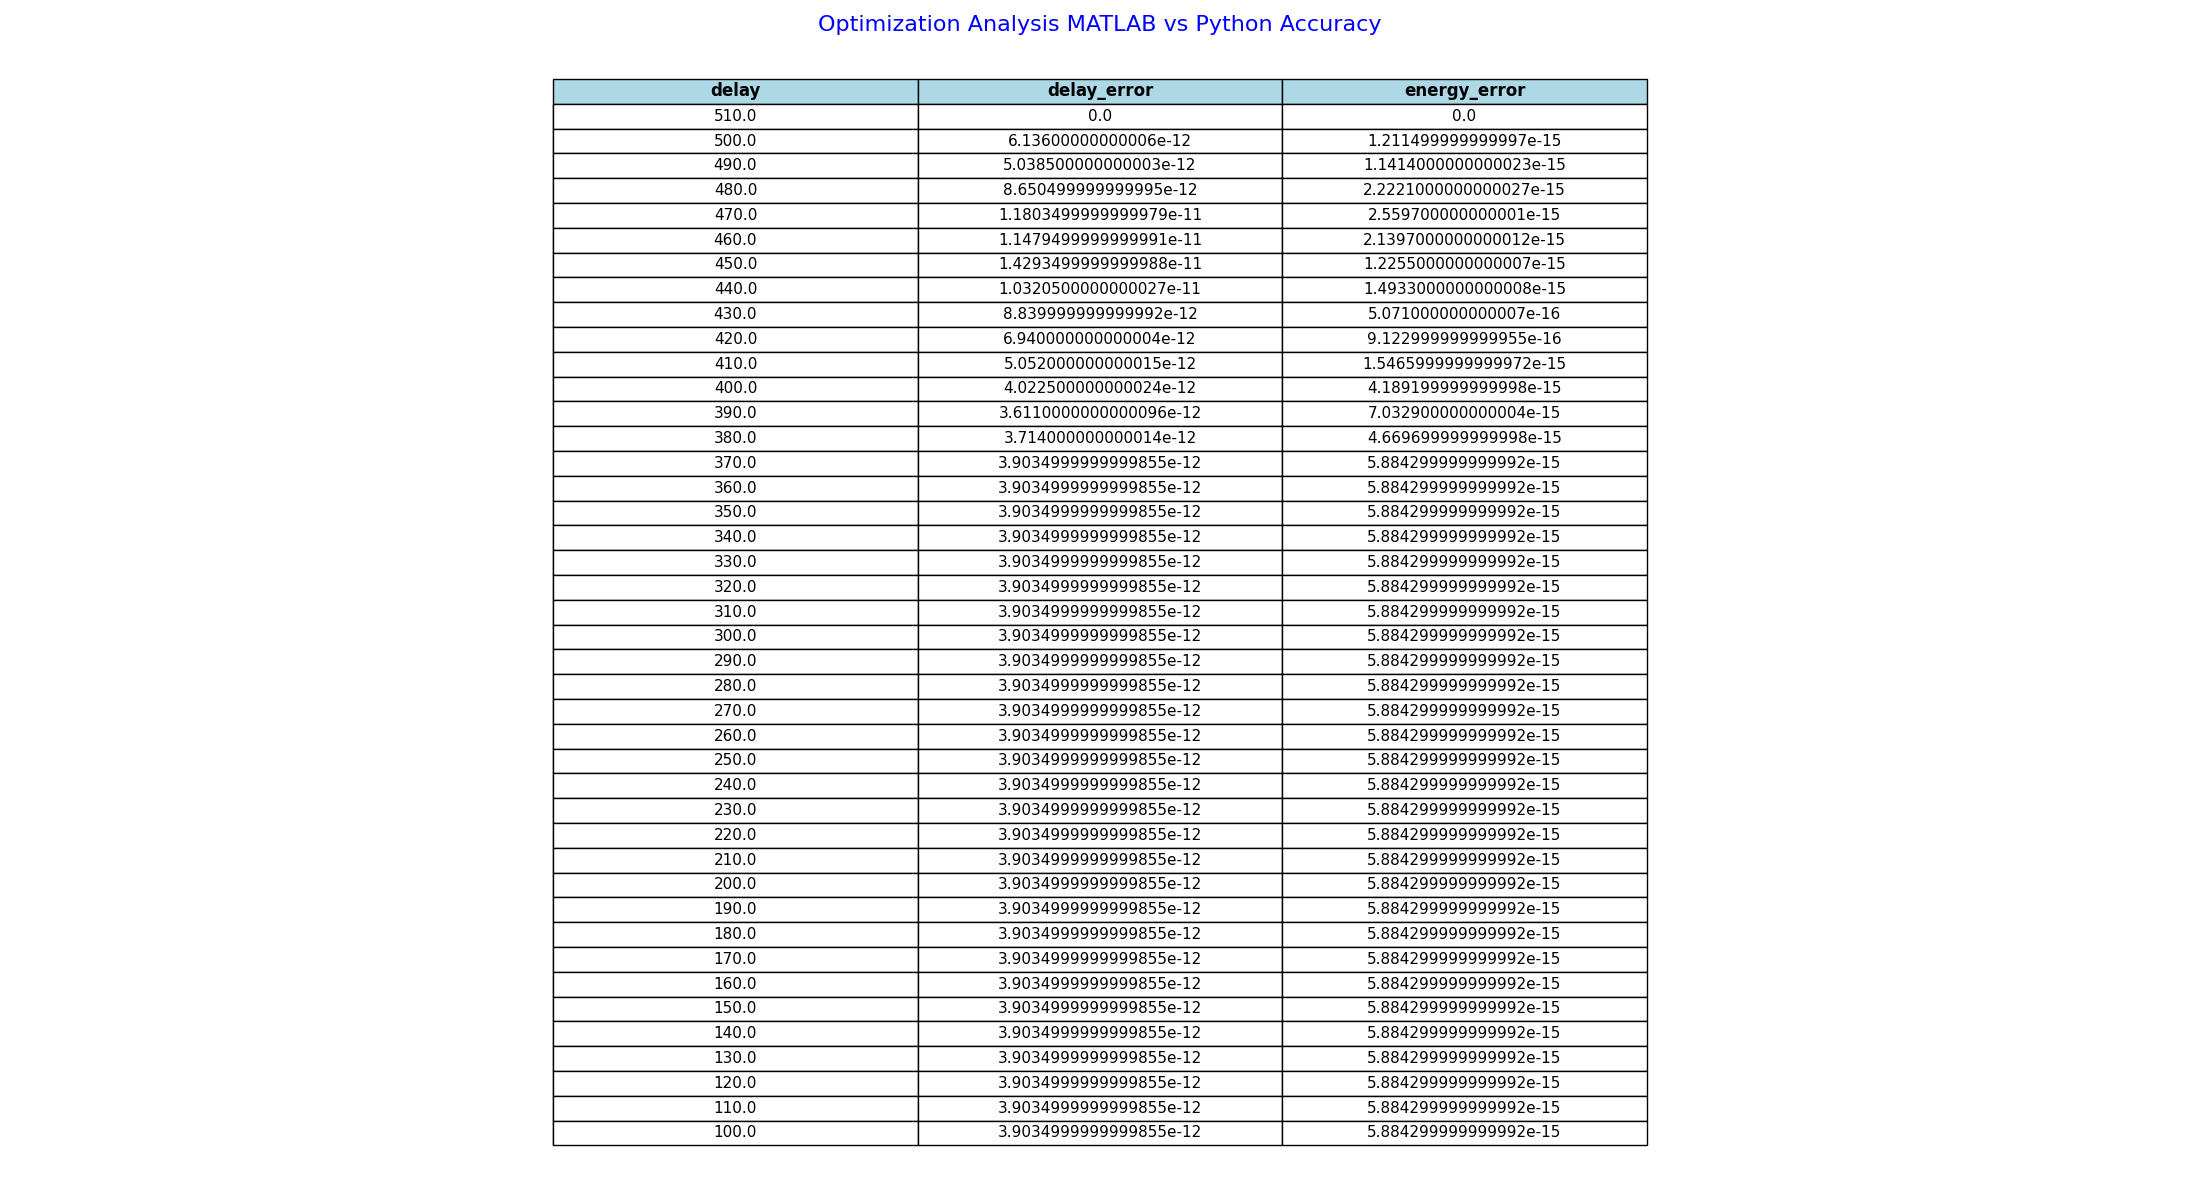 Optimization Analysis MATLAB vs Python Accuracy
delay delay_error energy_error
510.0 0.0 0.0
500.0 6.13600000000006e-12 1.211499999999997e-15
490.0 5.038500000000003e-12 1.1414000000000023e-15
480.0 8.650499999999995e-12 2.2221000000000027e-15
470.0 1.1803499999999979e-11 2.559700000000001e-15
460.0 1.1479499999999991e-11 2.1397000000000012e-15
450.0 1.4293499999999988e-11 1.2255000000000007e-15
440.0 1.0320500000000027e-11 1.4933000000000008e-15
430.0 8.839999999999992e-12 5.071000000000007e-16
420.0 6.940000000000004e-12 9.122999999999955e-16
410.0 5.052000000000015e-12 1.5465999999999972e-15
400.0 4.022500000000024e-12 4.189199999999998e-15
390.0 3.6110000000000096e-12 7.032900000000004e-15
380.0 3.714000000000014e-12 4.669699999999998e-15
370.0 3.9034999999999855e-12 5.884299999999992e-15
360.0 3.9034999999999855e-12 5.884299999999992e-15
350.0 3.9034999999999855e-12 5.884299999999992e-15
340.0 3.9034999999999855e-12 5.884299999999992e-15
330.0 3.9034999999999855e-12 5.884299999999992e-15
320.0 3.9034999999999855e-12 5.884299999999992e-15
310.0 3.9034999999999855e-12 5.884299999999992e-15
300.0 3.9034999999999855e-12 5.884299999999992e-15
290.0 3.9034999999999855e-12 5.884299999999992e-15
280.0 3.9034999999999855e-12 5.884299999999992e-15
270.0 3.9034999999999855e-12 5.884299999999992e-15
260.0 3.9034999999999855e-12 5.884299999999992e-15
250.0 3.9034999999999855e-12 5.884299999999992e-15
240.0 3.9034999999999855e-12 5.884299999999992e-15
230.0 3.9034999999999855e-12 5.884299999999992e-15
220.0 3.9034999999999855e-12 5.884299999999992e-15
210.0 3.9034999999999855e-12 5.884299999999992e-15
200.0 3.9034999999999855e-12 5.884299999999992e-15
190.0 3.9034999999999855e-12 5.884299999999992e-15
180.0 3.9034999999999855e-12 5.884299999999992e-15
170.0 3.9034999999999855e-12 5.884299999999992e-15
160.0 3.9034999999999855e-12 5.884299999999992e-15
150.0 3.9034999999999855e-12 5.884299999999992e-15
140.0 3.9034999999999855e-12 5.884299999999992e-15
130.0 3.9034999999999855e-12 5.884299999999992e-15
120.0 3.9034999999999855e-12 5.884299999999992e-15
110.0 3.9034999999999855e-12 5.884299999999992e-15
100.0 3.9034999999999855e-12 5.884299999999992e-15